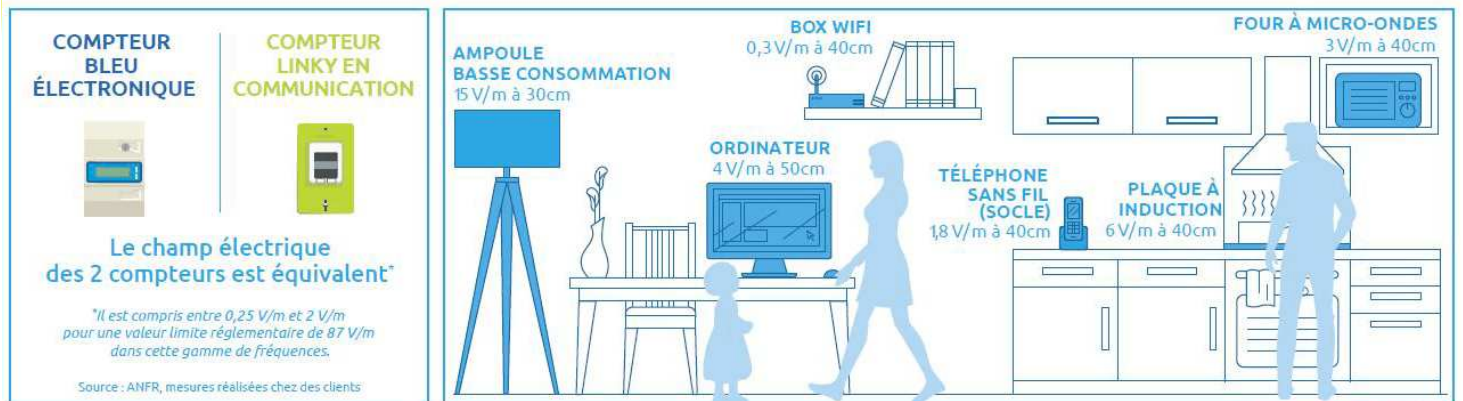 COMPTEUR
BLEU
ÉLECTRONIQUE
COMPTEUR
LINKY EN
COMMUNICATION
Le champ électrique
des 2 compteurs est équivalent*
*Il est compris entre 0,25 V/m et 2 V/m
pour une valeur limite réglementaire de 87 V/m
dans cette gamme de fréquences.
Source : ANFR, mesures réalisées chez des clients
AMPOULE
BASSE CONSOMMATION
15 V/m à 30cm
BOX WIFI
0,3 V/m à 40cm
ORDINATEUR
4 V/m à 50cm
TÉLÉPHONE
SANS FIL
(SOCLE)
1,8 V/m à 40cm
PLAQUE À
INDUCTION
6 V/m à 40cm
FOUR À MICRO-ONDES
3 V/m à 40cm